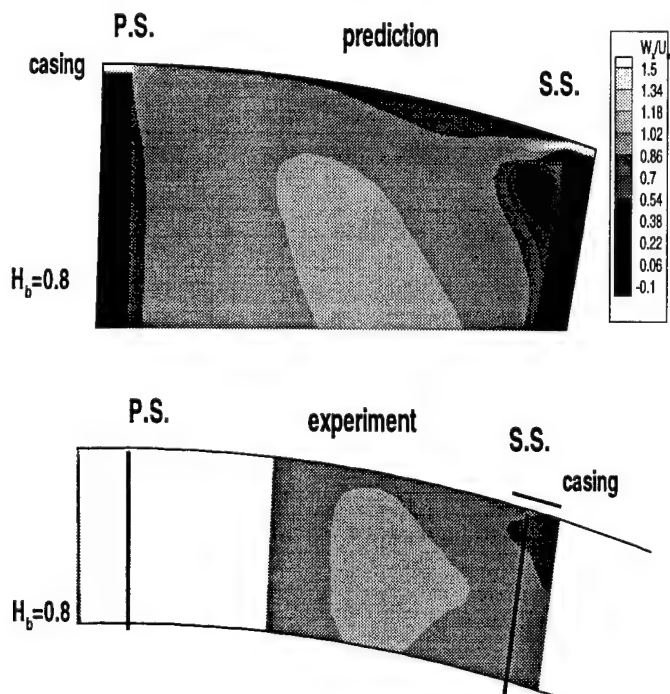 P.S.
prediction
casing
S.S.
H_b=0.8
1.5
1.34
1.18
1.02
0.86
0.7
0.54
0.38
0.22
0.06
-0.1
P.S.
experiment
S.S.
casing
H_b=0.8